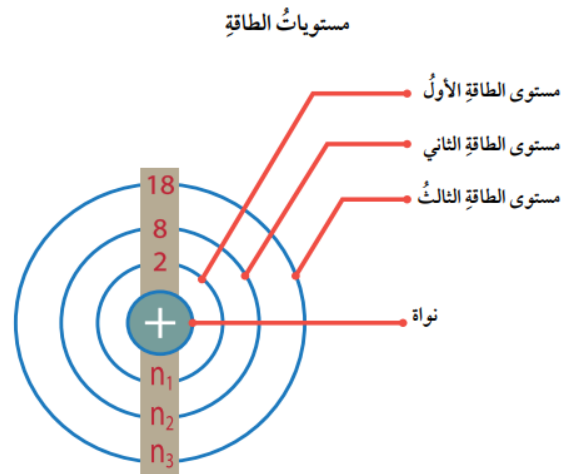 مستوياتُ الطاقةِ
مستوى الطاقةِ الأولُ
مستوى الطاقةِ الثاني
مستوى الطاقةِ الثالثُ
18
8
2
+
نواة
n₁
n₂
n₃